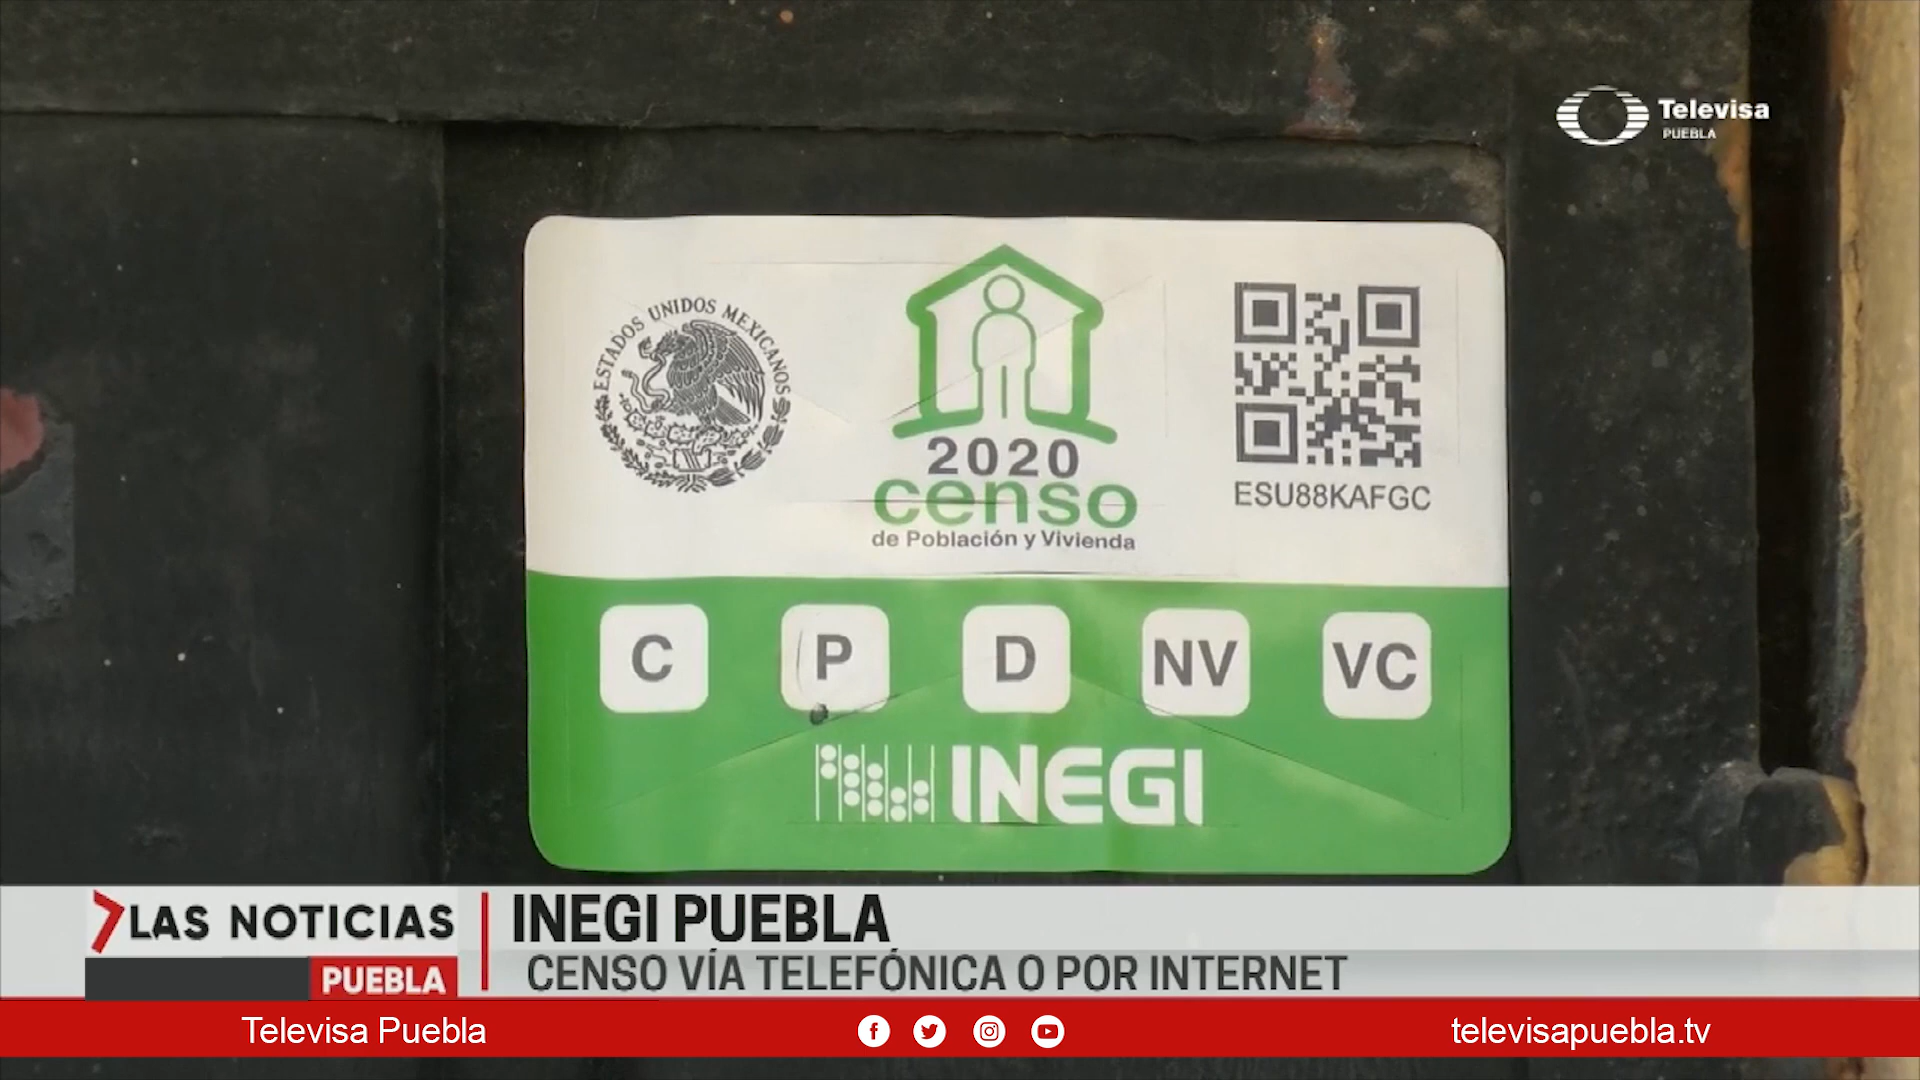 Televisa
PUEBLA
ESTADOS UNIDOS MEXICANOS
2020
censo
de Población y Vivienda
ESU88KAFGC
C P D NV VC
INEGI
LAS NOTICIAS
PUEBLA
INEGI PUEBLA
CENSO VÍA TELEFÓNICA O POR INTERNET
Televisa Puebla
televisapuebla.tv